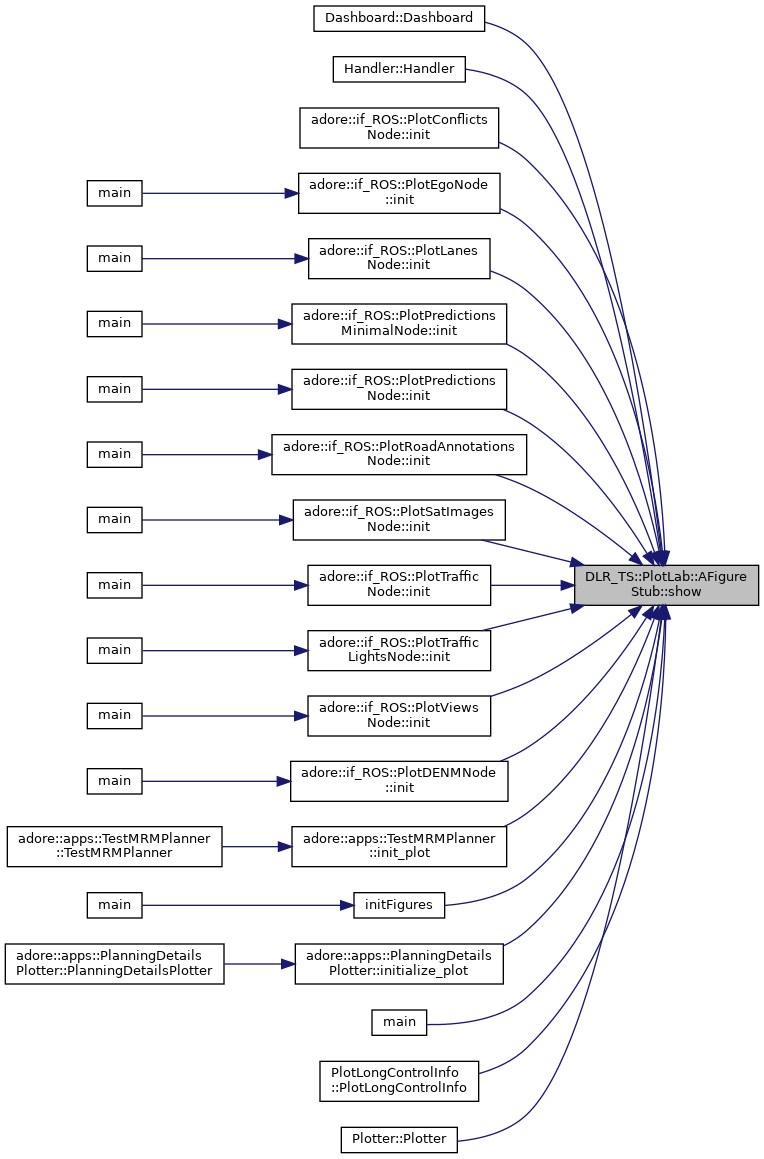 Dashboard::Dashboard
Handler::Handler
adore::if_ROS::PlotConflicts
Node::init
main
adore::if_ROS::PlotEgoNode
::init
main
adore::if_ROS::PlotLanes
Node::init
main
adore::if_ROS::PlotPredictions
MinimalNode::init
main
adore::if_ROS::PlotPredictions
Node::init
main
adore::if_ROS::PlotRoadAnnotations
Node::init
main
adore::if_ROS::PlotSatImages
Node::init
DLR_TS::PlotLab::AFigure
Stub::show
main
adore::if_ROS::PlotTraffic
Node::init
main
adore::if_ROS::PlotTraffic
LightsNode::init
main
adore::if_ROS::PlotViews
Node::init
main
adore::if_ROS::PlotDENMNode
::init
adore::apps::TestMRMPlanner
::TestMRMPlanner
adore::apps::TestMRMPlanner
::init_plot
main
initFigures
adore::apps::PlanningDetails
Plotter::PlanningDetailsPlotter
adore::apps::PlanningDetails
Plotter::initialize_plot
main
PlotLongControlInfo
::PlotLongControlInfo
Plotter::Plotter